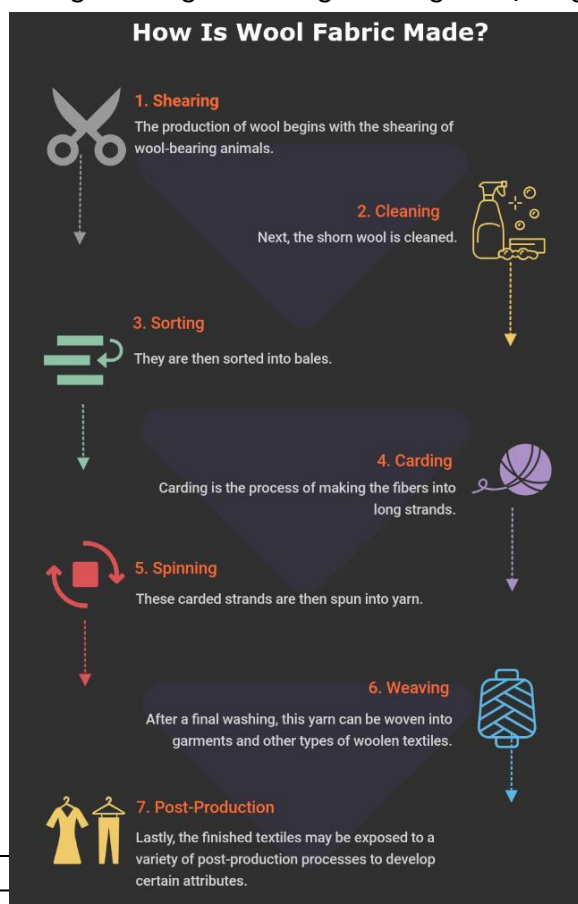 How Is Wool Fabric Made?
1. Shearing
The production of wool begins with the shearing of
wool-bearing animals.
2. Cleaning
Next, the shorn wool is cleaned.
3. Sorting
They are then sorted into bales.
4. Carding
Carding is the process of making the fibers into
long strands.
5. Spinning
These carded strands are then spun into yarn.
6. Weaving
After a final washing, this yarn can be woven into
garments and other types of woolen textiles.
7. Post-Production
Lastly, the finished textiles may be exposed to a
variety of post-production processes to develop
certain attributes.